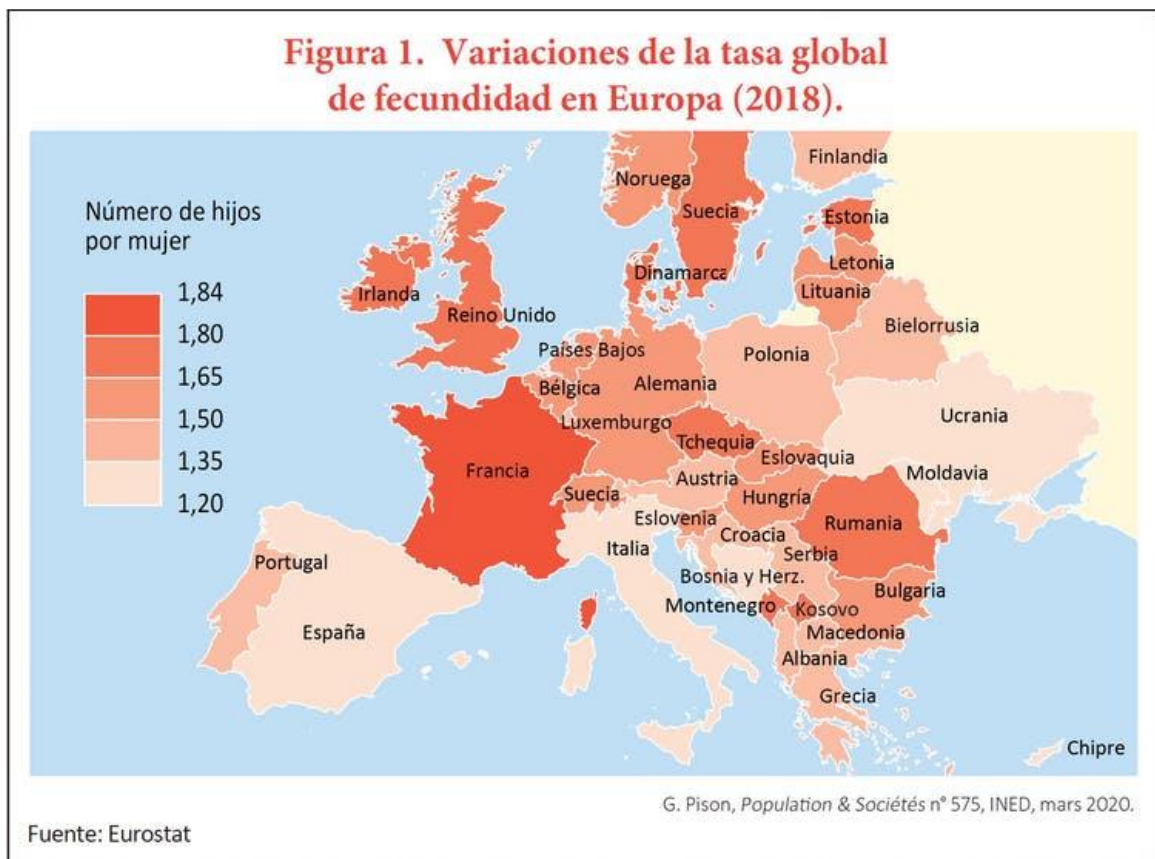 Figura 1. Variaciones de la tasa global
de fecundidad en Europa (2018).
Número de hijos
por mujer
1,84
1,80
1,65
1,50
1,35
1,20
Finlandia
Noruega
Suecia
Estonia
Letonia
Dinamarca
Lituania
Irlanda
Reino Unido
Bielorrusia
Países Bajos
Polonia
Bélgica
Alemania
Ucrania
Luxemburgo
Tchequia
Eslovaquia
Francia
Austria
Moldavia
Suecia
Hungría
Eslovenia
Rumania
Italia
Croacia
Serbia
Portugal
Bosnia y Herz.
Bulgaria
Montenegro
Kosovo
España
Macedonia
Albania
Grecia
Chipre
G. Pison, Population & Sociétés n° 575, INED, mars 2020.
Fuente: Eurostat